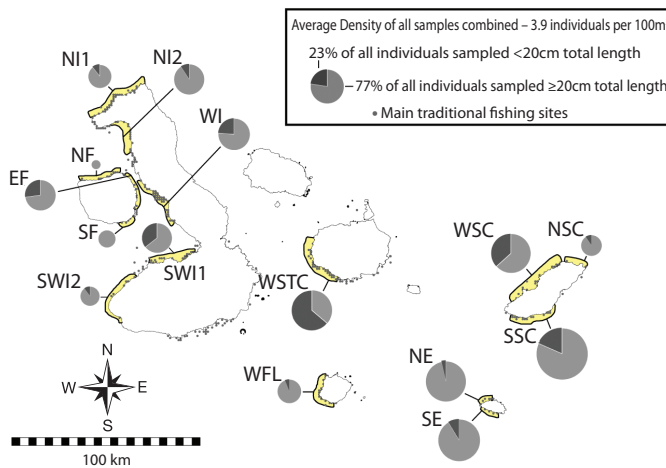 Average Density of all samples combined – 3.9 individuals per 100m
23% of all individuals sampled <20cm total length
77% of all individuals sampled ≥20cm total length
• Main traditional fishing sites
NI1
NI2
WI
NF
EF
SF
SWI1
SWI2
WSTC
WSC
NSC
SSC
WFL
NE
SE
N
W E
S
100 km